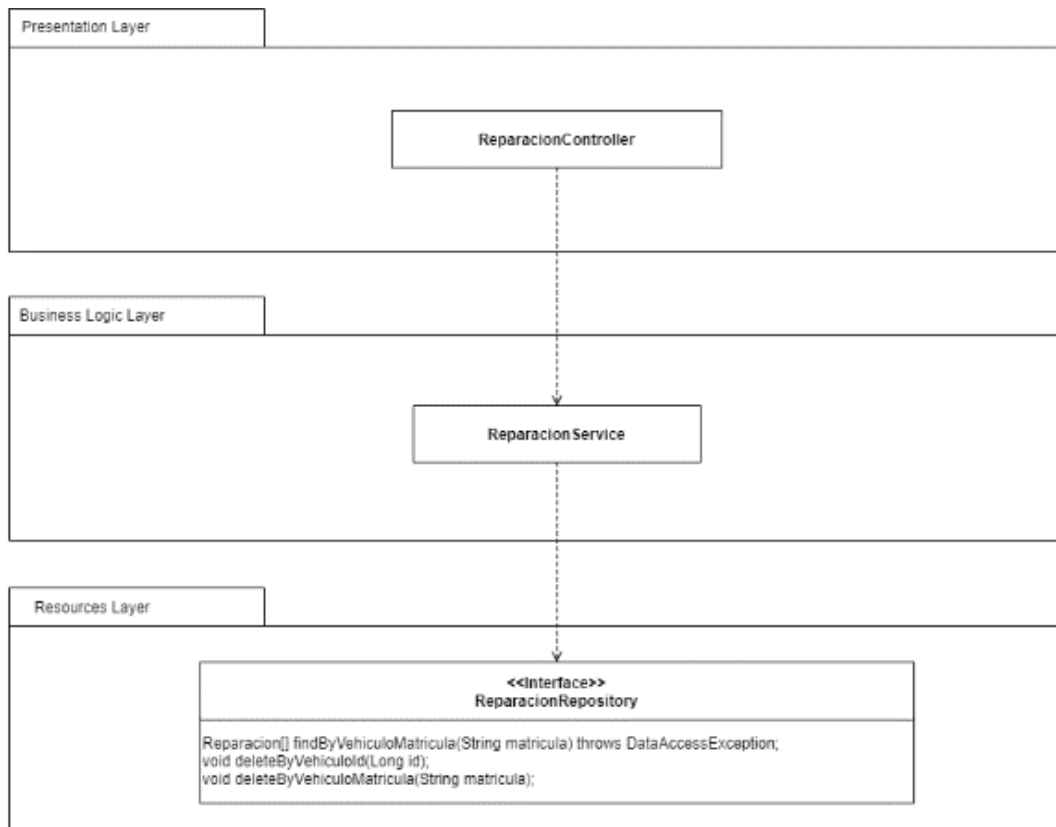 Presentation Layer
ReparacionController
Business Logic Layer
ReparacionService
Resources Layer
<<Interface>>
ReparacionRepository
Reparacion[] findByVehiculoMatricula(String matricula) throws DataAccessException;
void deleteByVehiculoId(Long id);
void deleteByVehiculoMatricula(String matricula);